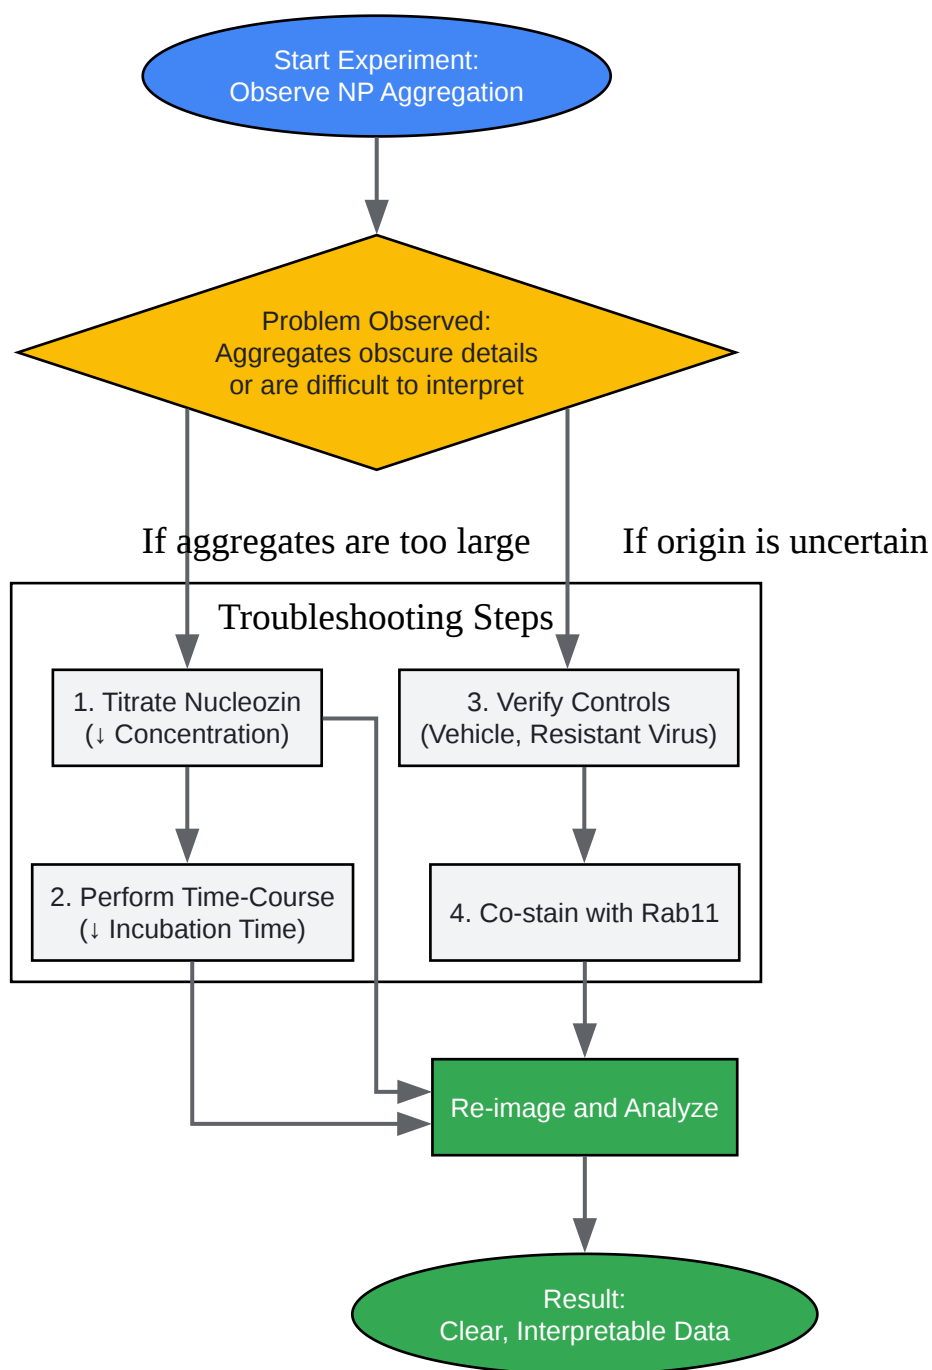 Start Experiment:
Observe NP Aggregation
Problem Observed:
Aggregates obscure details
or are difficult to interpret
If aggregates are too large
If origin is uncertain
Troubleshooting Steps
1. Titrate Nucleozin
(↓ Concentration)
3. Verify Controls
(Vehicle, Resistant Virus)
2. Perform Time-Course
(↓ Incubation Time)
4. Co-stain with Rab11
Re-image and Analyze
Result:
Clear, Interpretable Data